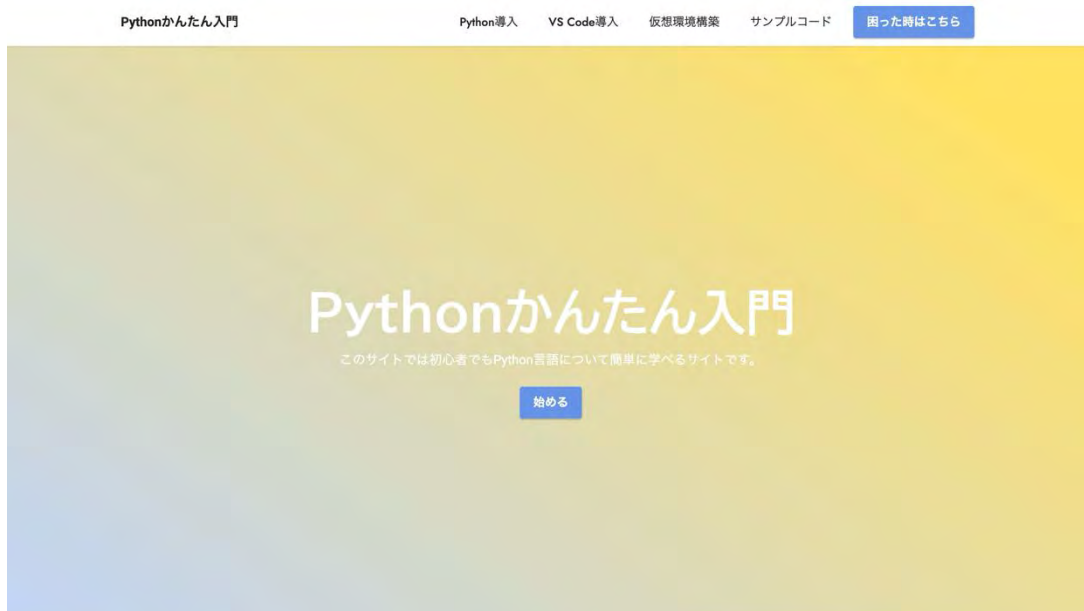 Pythonかんたん入門
Python導入 VS Code導入 仮想環境構築 サンプルコード 困った時はこちら
Pythonかんたん入門
このサイトでは初心者でもPython言語について簡単に学べるサイトです。
始める